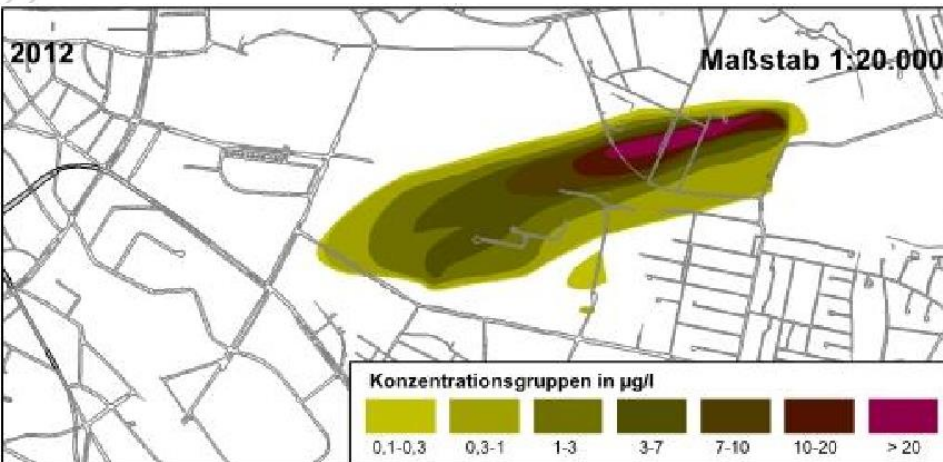 2012
Maßstab 1:20.000
Konzentrationsgruppen in µg/l
0,1-0,3 0,3-1 1-3 3-7 7-10 10-20 > 20